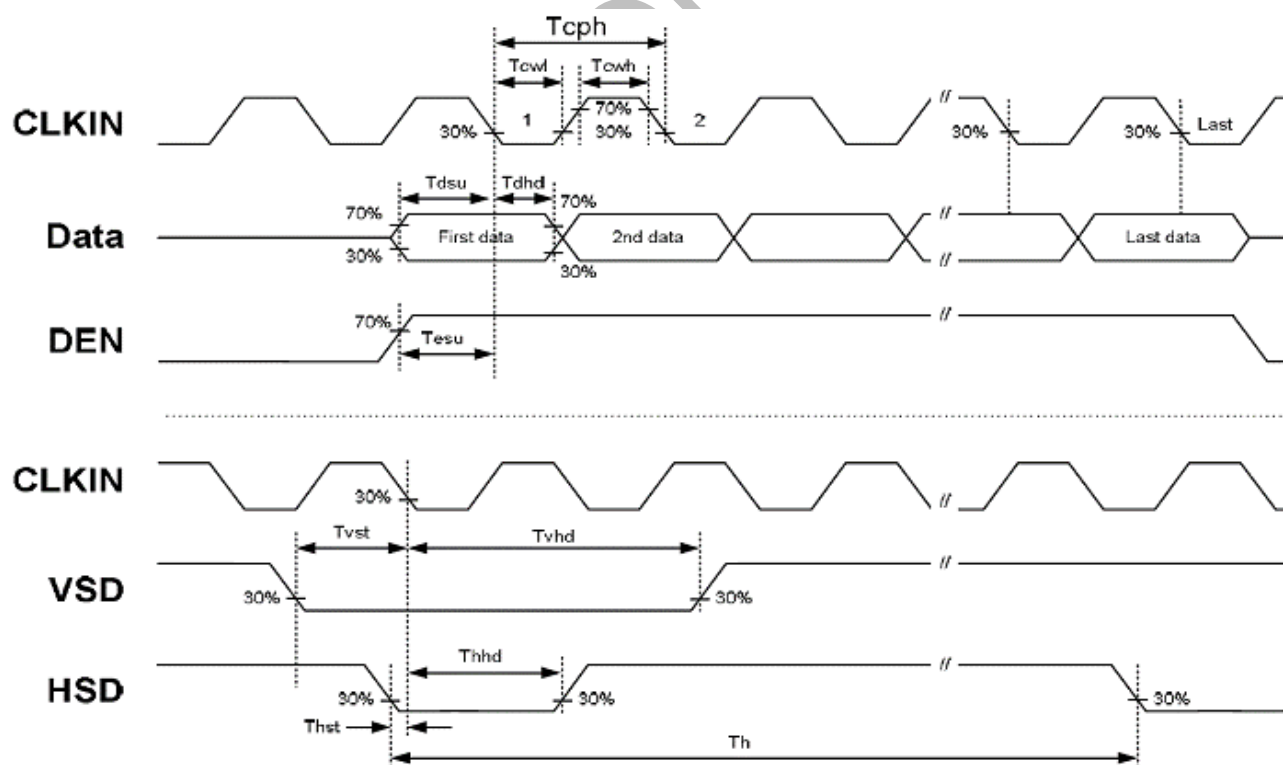 Tcph
Tcwl Tcwh
CLKIN 30% 1 70% 30% 2 // 30% 30% Last
Tdsu Tdhd
Data 70% 30% First data 70% 30% 2nd data // // Last data
DEN 70% Tesu //
CLKIN 30% //
Tvst Tvhd
VSD 30% 30% //
Thhd
HSD 30% 30% // 30%
Thst
Th